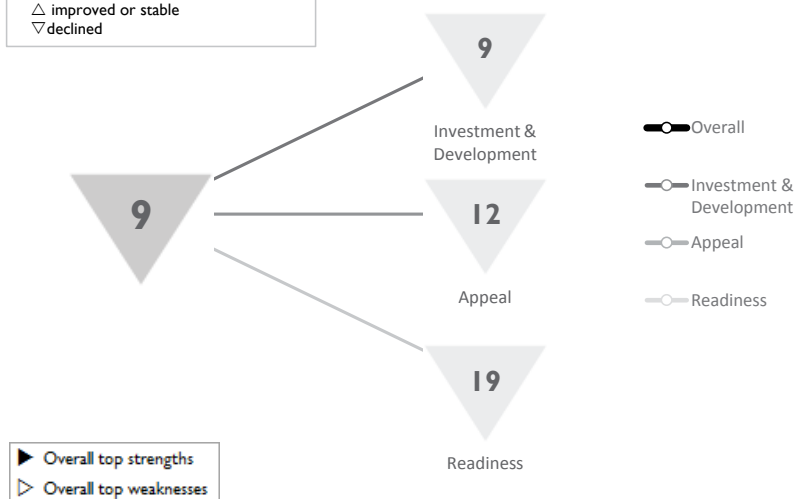 △ improved or stable
▽ declined
9
Investment &
Development
9
12
Appeal
19
Readiness
Overall
Investment &
Development
Appeal
Readiness
▶ Overall top strengths
▷ Overall top weaknesses